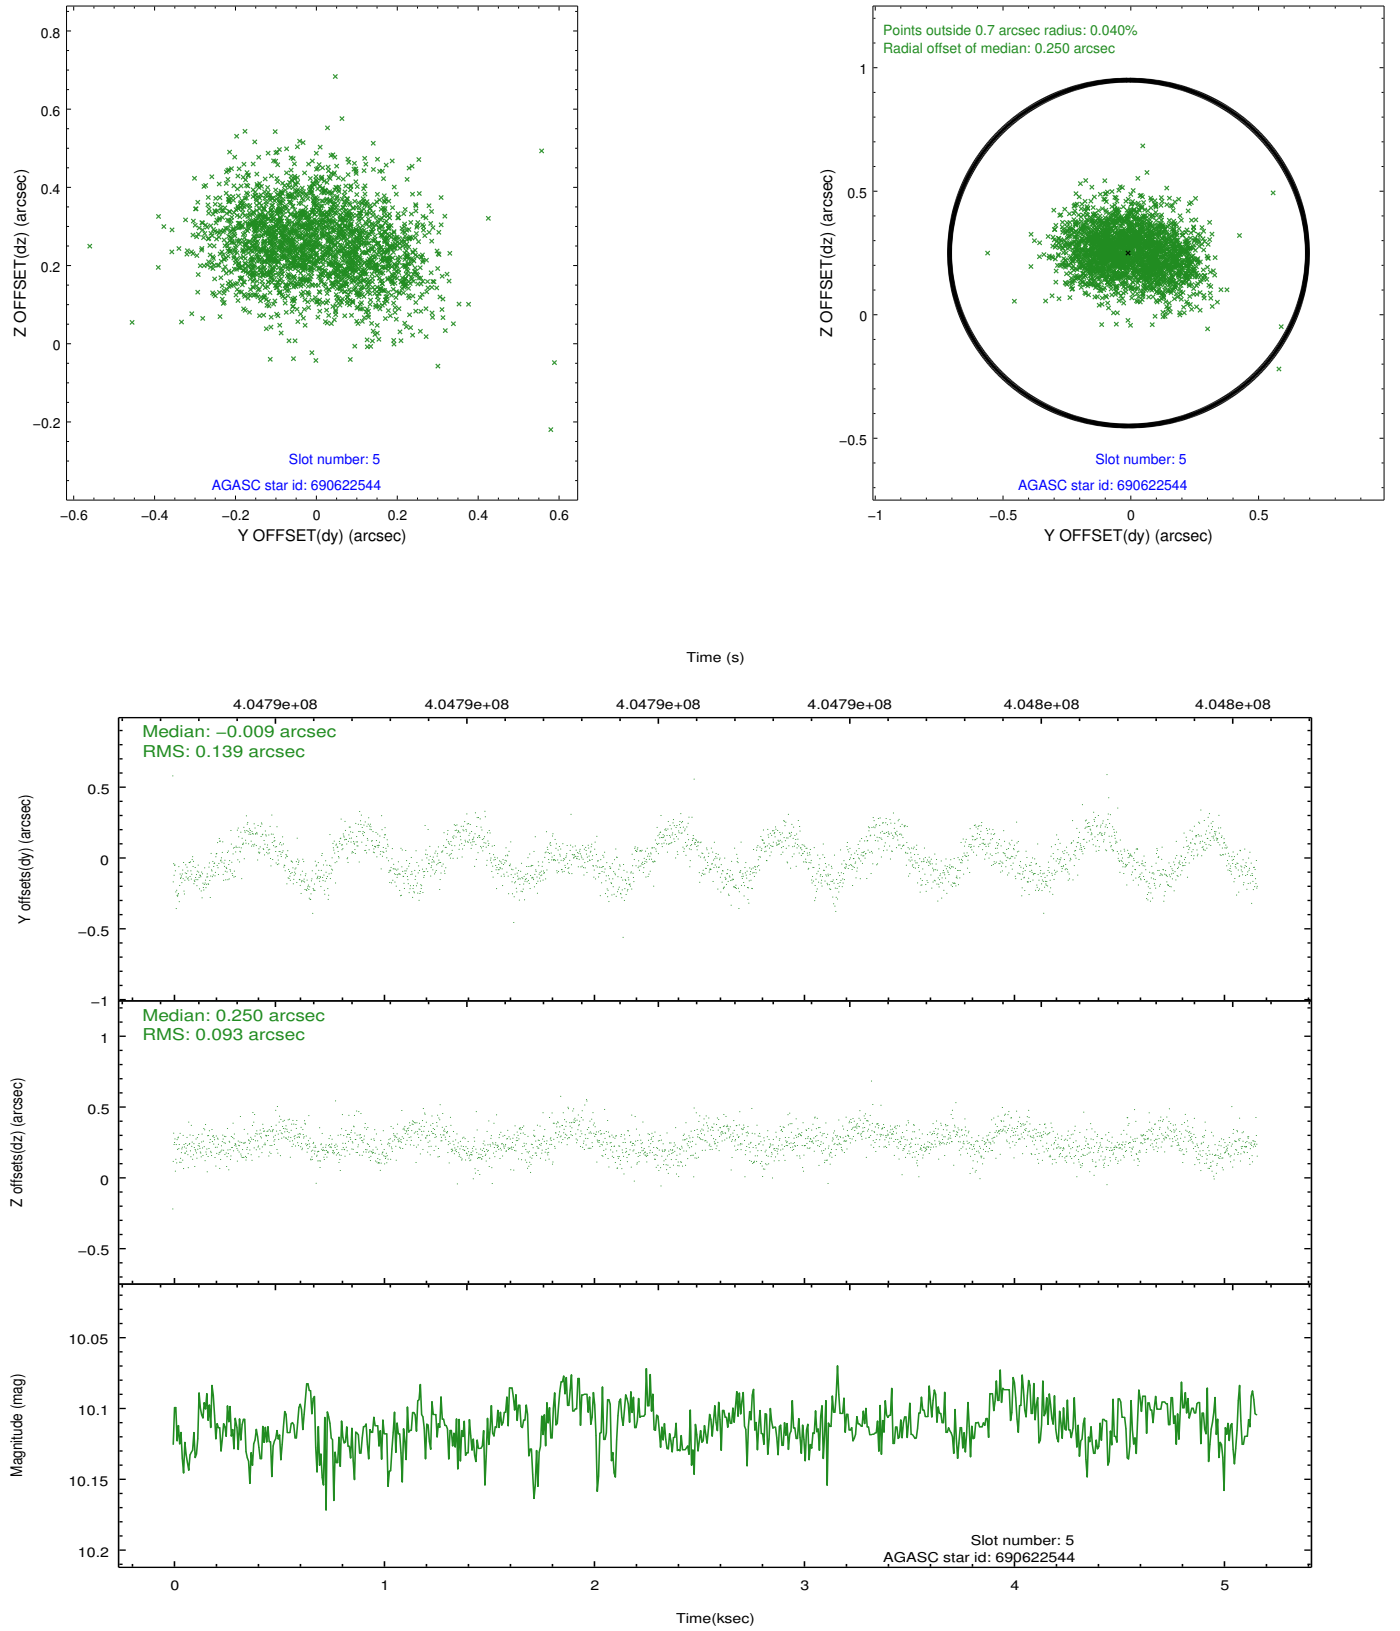 0.8
0.6
0.4
0.2
0
−0.2
−0.6
−0.4
−0.2
0
0.2
0.4
0.6
Z OFFSET(dz) (arcsec)
Y OFFSET(dy) (arcsec)
Slot number: 5
AGASC star id: 690622544
Points outside 0.7 arcsec radius: 0.040%
Radial offset of median: 0.250 arcsec
1
0.5
0
−0.5
−1
−0.5
0
0.5
Z OFFSET(dz) (arcsec)
Y OFFSET(dy) (arcsec)
Slot number: 5
AGASC star id: 690622544
Time (s)
4.0479e+08
4.0479e+08
4.0479e+08
4.0479e+08
4.048e+08
4.048e+08
Median: −0.009 arcsec
RMS: 0.139 arcsec
0.5
0
−0.5
−1
Y offsets(dy) (arcsec)
Median: 0.250 arcsec
RMS: 0.093 arcsec
1
0.5
0
−0.5
Z offsets(dz) (arcsec)
10.05
10.1
10.15
10.2
Magnitude (mag)
Slot number: 5
AGASC star id: 690622544
0
1
2
3
4
5
Time(ksec)